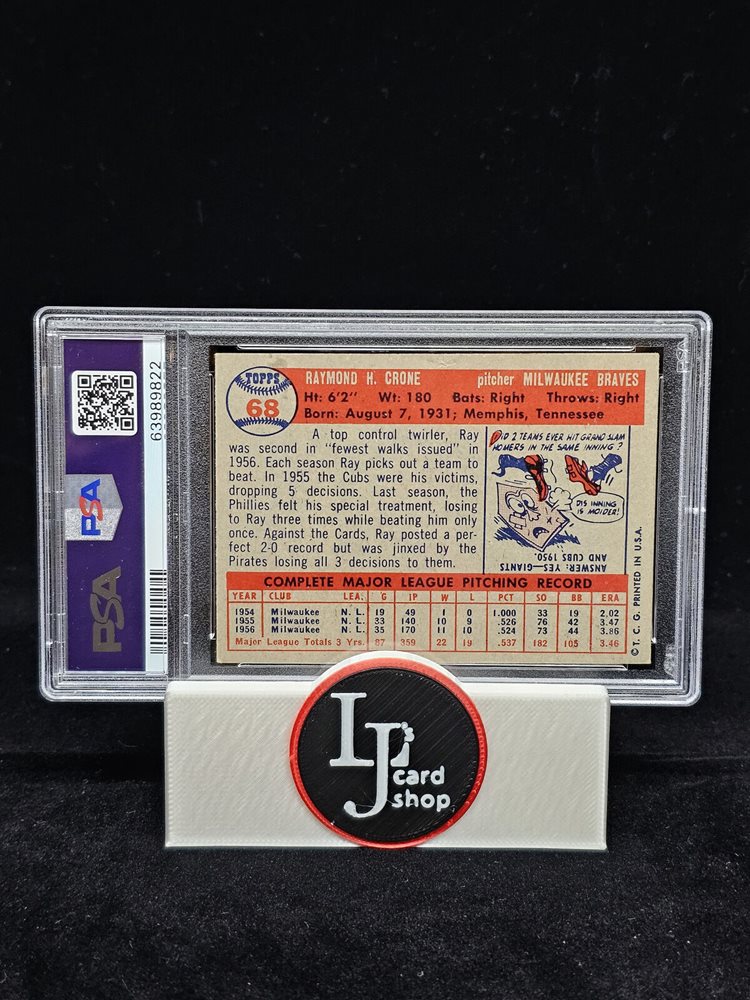 63989822
PSA
PSA
TOPPS
68
RAYMOND H. CRONE pitcher MILWAUKEE BRAVES
Ht: 6'2" Wt: 180 Bats: Right Throws: Right
Born: August 7, 1931; Memphis, Tennessee
A top control twirler, Ray
was second in "fewest walks issued" in
1956. Each season Ray picks out a team to
beat. In 1955 the Cubs were his victims,
dropping 5 decisions. Last season, the
Phillies felt his special treatment, losing
to Ray three times while beating him only
once. Against the Cards, Ray posted a per-
fect 2-0 record but was jinxed by the
Pirates losing all 3 decisions to them.
DID 2 TEAMS EVER HIT GRAND SLAM
HOMERS IN THE SAME INNING?
DIS INNING
IS MOIDER!
ANSWER: YES-GIANTS
AND CUBS 1950.
COMPLETE MAJOR LEAGUE PITCHING RECORD
YEAR CLUB LEA. G IP W L PCT SO BB ERA
1954 Milwaukee N. L. 19 49 1 0 1.000 33 19 2.02
1955 Milwaukee N. L. 33 140 10 9 .526 76 42 3.47
1956 Milwaukee N. L. 35 170 11 10 .524 73 44 3.86
Major League Totals 3 Yrs. 87 359 22 19 .537 182 105 3.46
© T. C. G. PRINTED IN U.S.A.
LJ's
card
shop